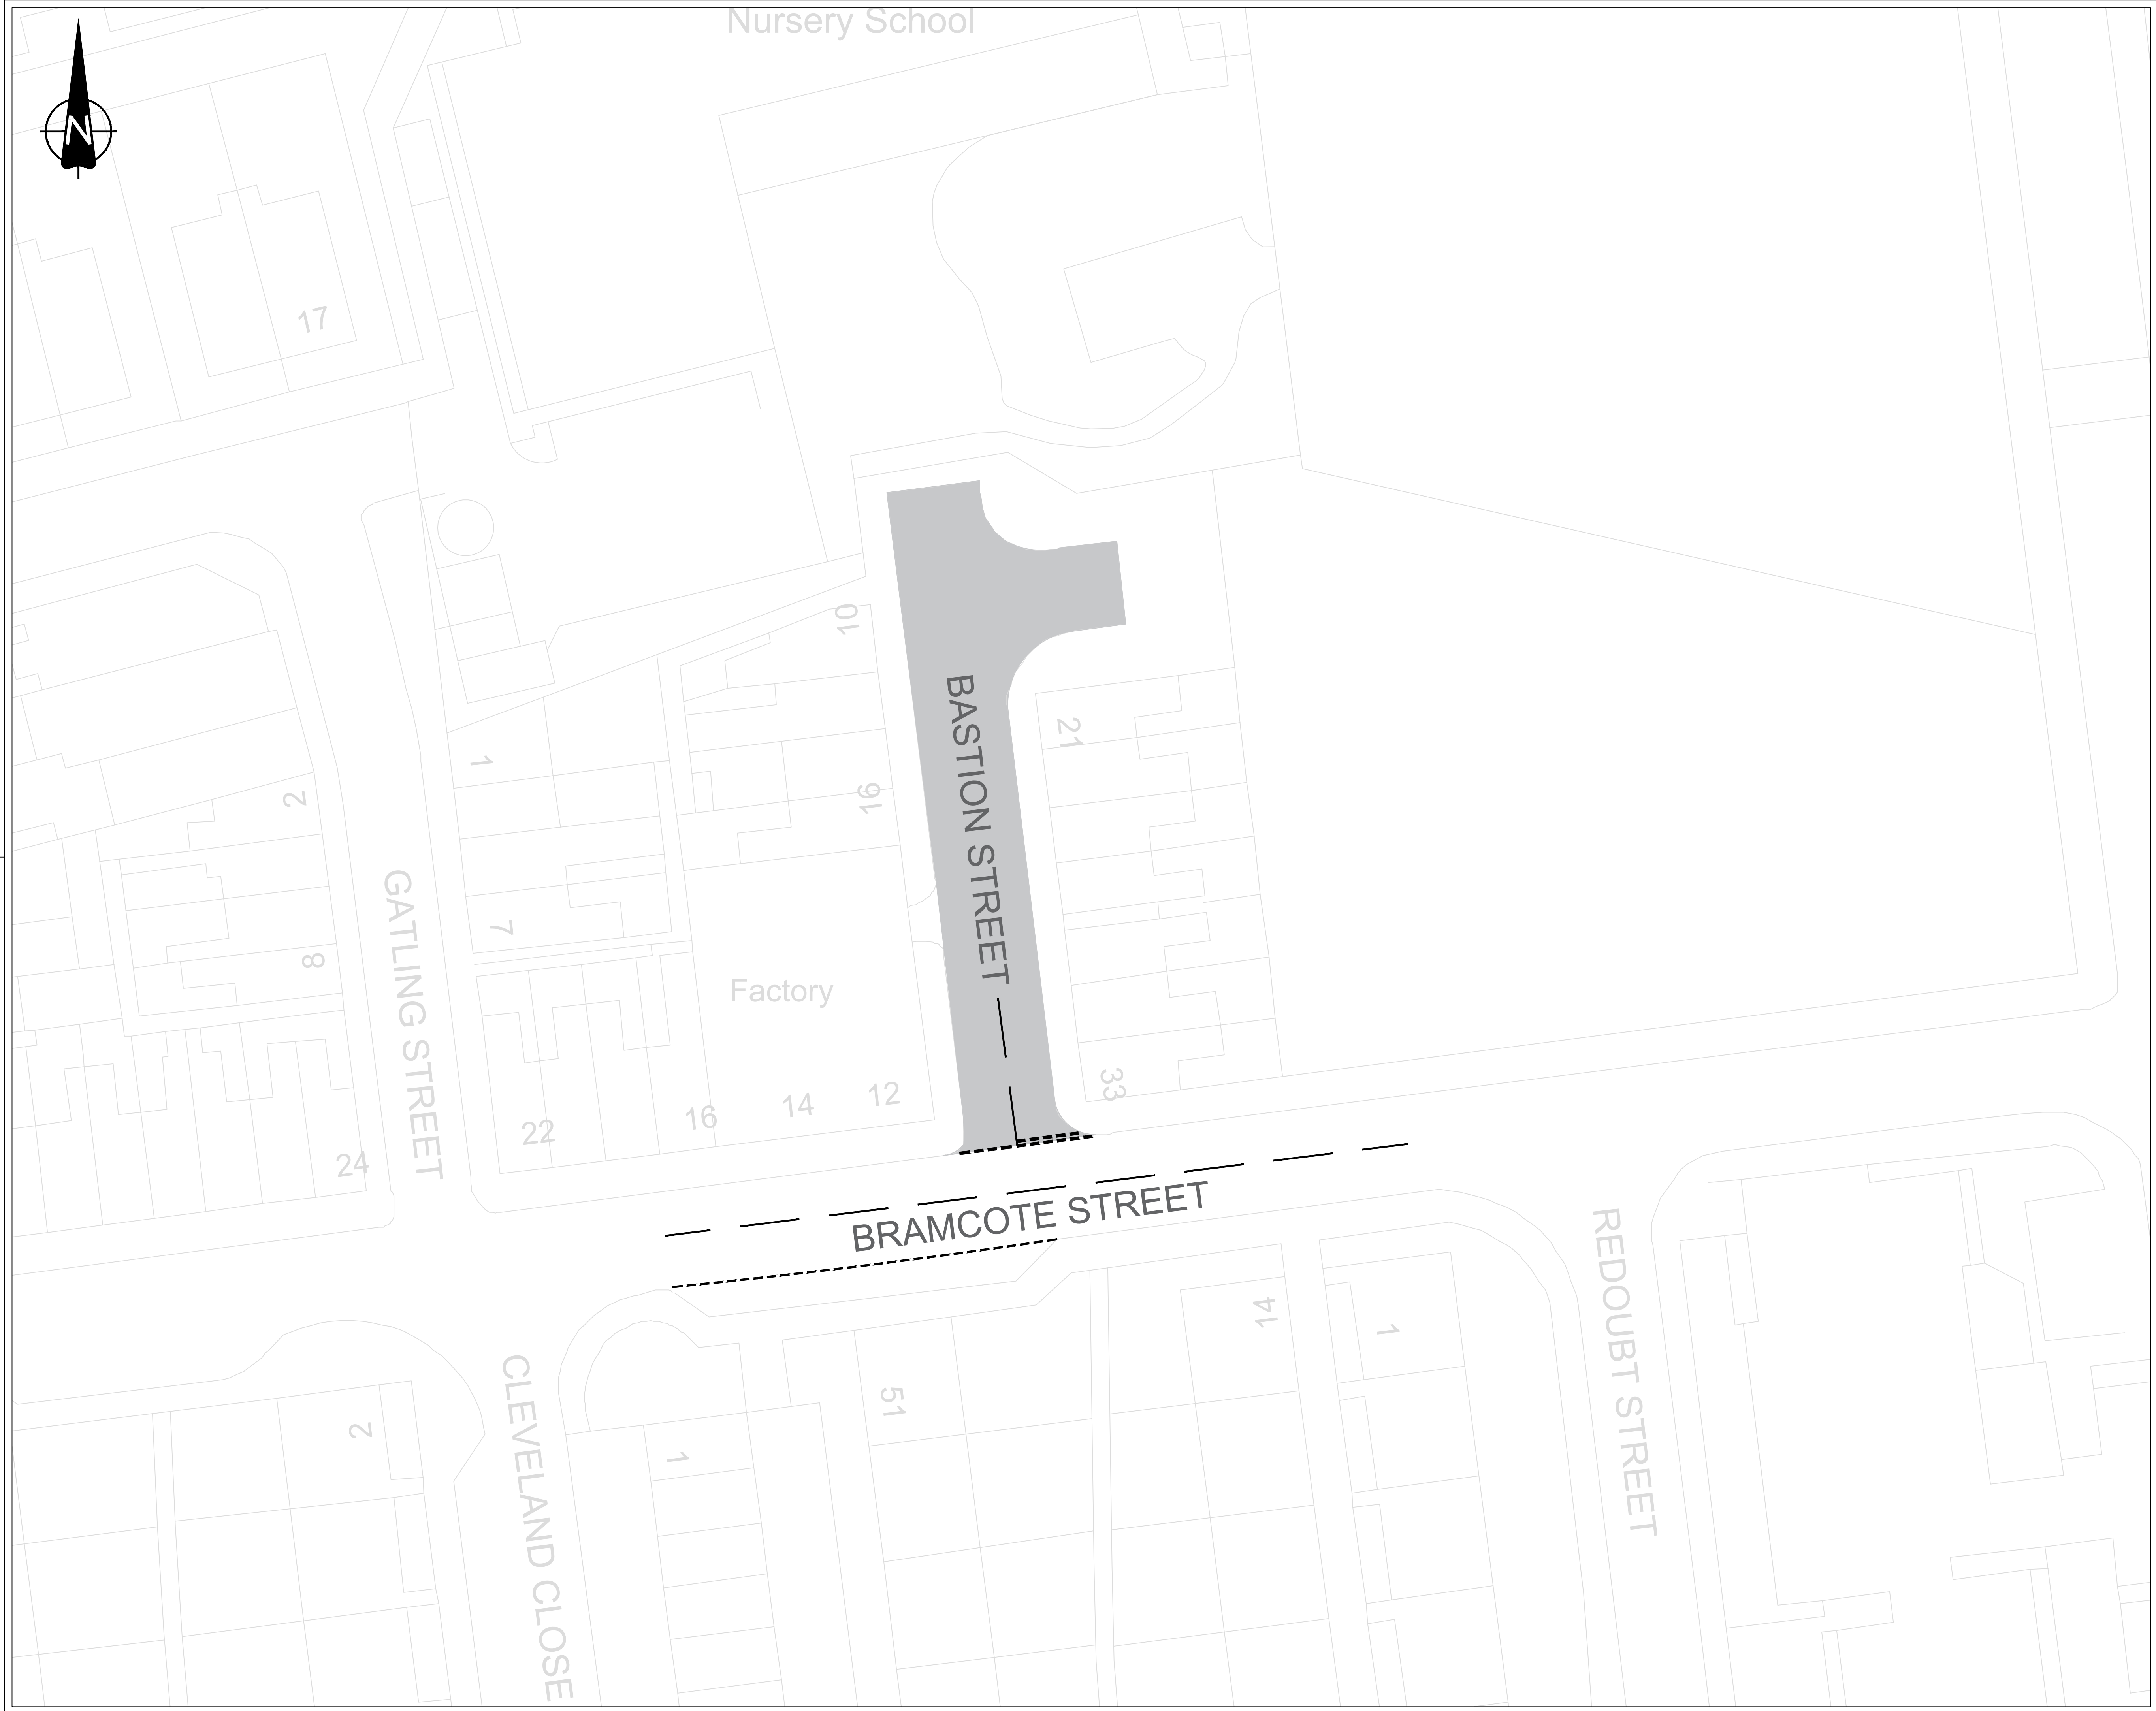 Nursery School
N
17
10
BASTION STREET
21
1
2
16
GATLING STREET
7
8
Factory
33
12
14
16
22
24
BRAMCOTE STREET
REDOUBT STREET
14
1
CLEVELAND CLOSE
51
2
1